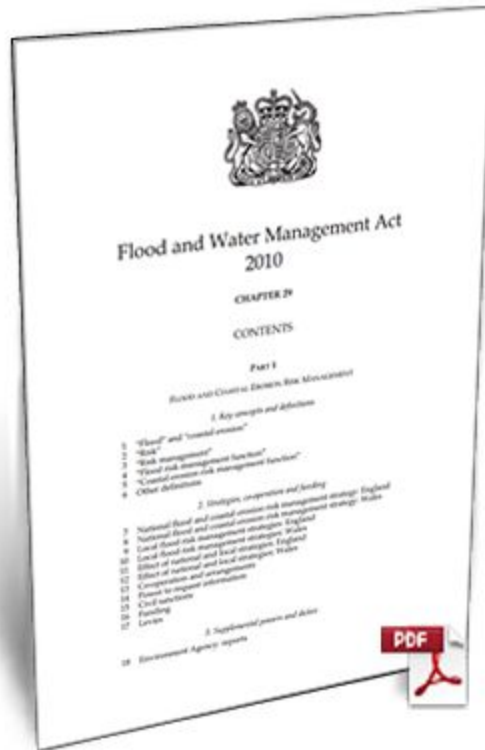 Flood and Water Management Act
2010
CHAPTER 29
CONTENTS
PART 1
FLOOD AND COASTAL EROSION RISK MANAGEMENT
1. Key concepts and definitions
1 "Flood" and "coastal erosion"
2 "Risk"
3 "Risk management"
4 "Flood risk management function"
5 "Coastal erosion risk management function"
6 Other definitions
2. Strategies, co-operation and funding
7 National flood and coastal erosion risk management strategy: England
8 National flood and coastal erosion risk management strategy: Wales
9 Local flood risk management strategies: England
10 Local flood risk management strategies: Wales
11 Effect of national and local strategies: England
12 Effect of national and local strategies: Wales
13 Co-operation and arrangements
14 Power to request information
15 Civil sanctions
16 Funding
17 Levies
3. Supplemental powers and duties
18 Environment Agency: reports
PDF